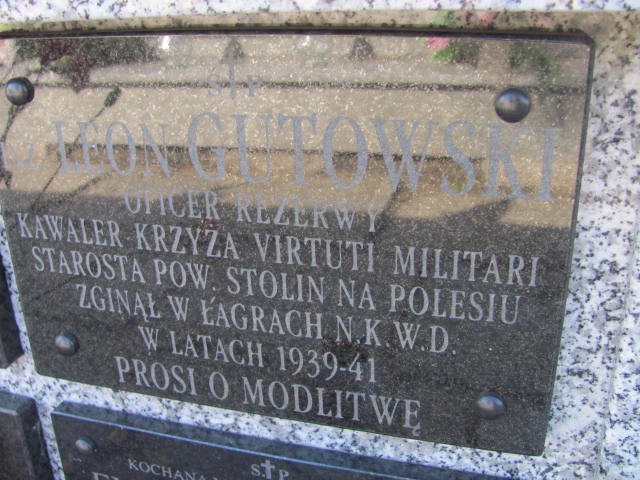 S✝P
LEON GUTOWSKI
OFICER REZERWY
KAWALER KRZYŻA VIRTUTI MILITARI
STAROSTA POW. STOLIN NA POLESIU
ZGINĄŁ W ŁAGRACH N.K.W.D
W LATACH 1939-41
PROSI O MODLITWĘ
S✝P
KOCHANA